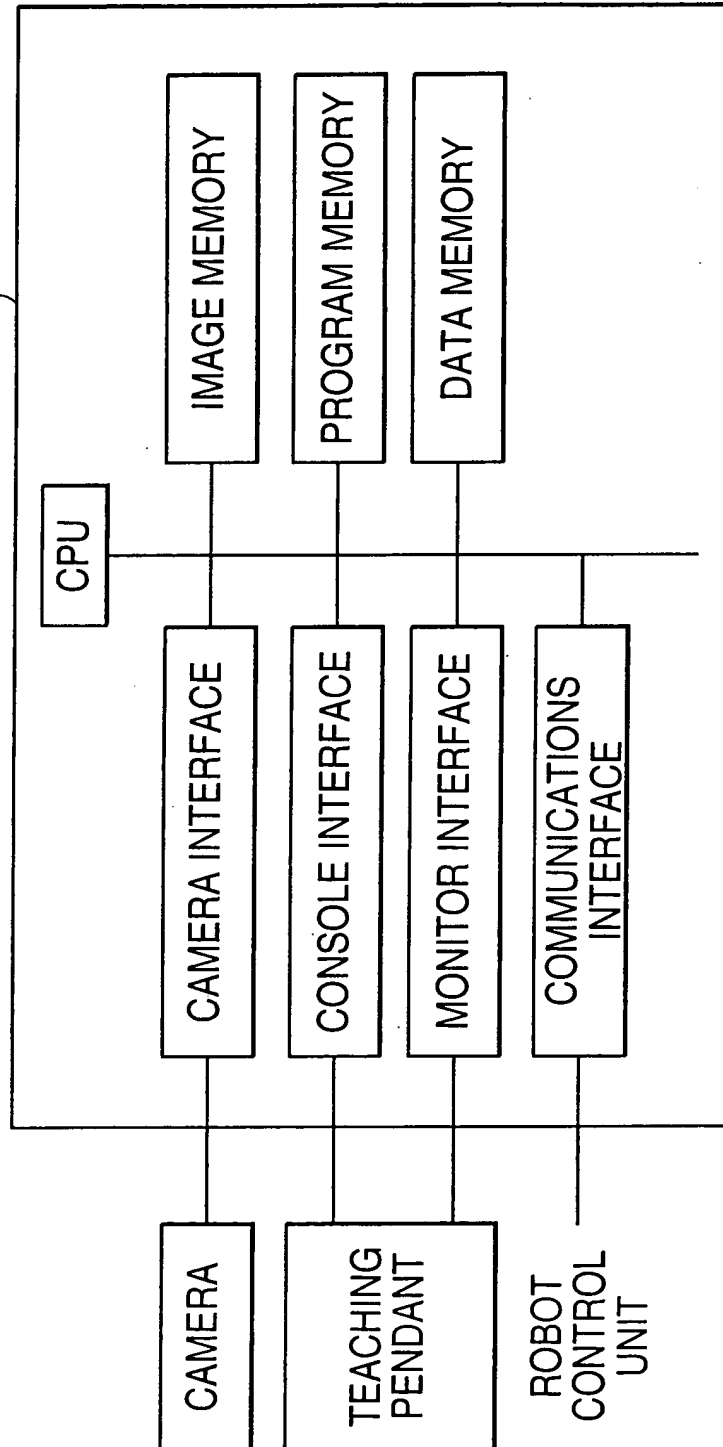 CPU
CAMERA
CAMERA INTERFACE
IMAGE MEMORY
TEACHING
PENDANT
CONSOLE INTERFACE
PROGRAM MEMORY
MONITOR INTERFACE
DATA MEMORY
ROBOT
CONTROL
UNIT
COMMUNICATIONS
INTERFACE